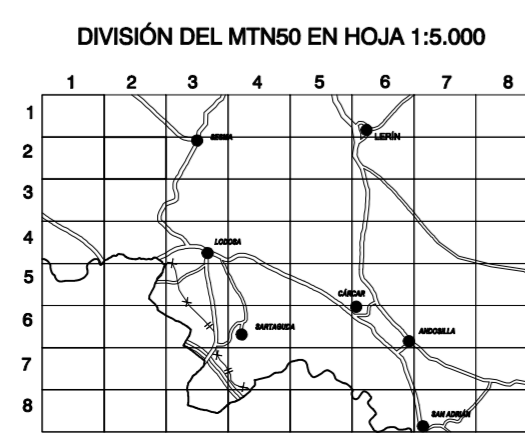 DIVISIÓN DEL MTN50 EN HOJA 1:5.000
1 2 3 4 5 6 7 8
1
LERÍN
2
SESMA
3
4
LODOSA
5
CÁRCAR
6
SARTAGUDA
ANDOSILLA
7
8
SAN ADRIÁN